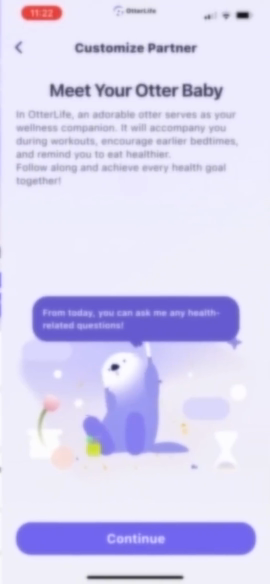 11:22
OtterLife
Customize Partner
Meet Your Otter Baby
In OtterLife, an adorable otter serves as your
wellness companion. It will accompany you
during workouts, encourage earlier bedtimes,
and remind you to eat healthier.
Follow along and achieve every health goal
together!
From today, you can ask me any health-
related questions!
Continue